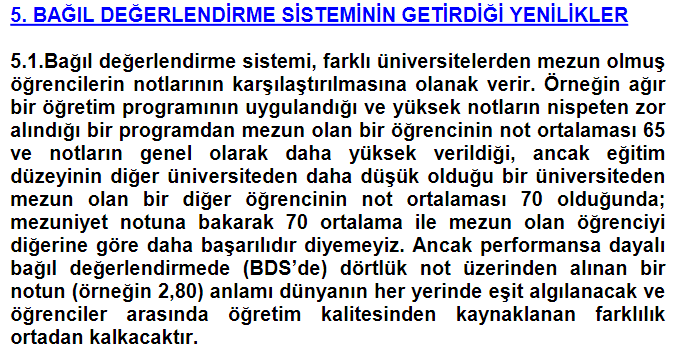 5. BAĞIL DEĞERLENDİRME SİSTEMİNİN GETİRDİĞİ YENİLİKLER
5.1.Bağıl değerlendirme sistemi, farklı üniversitelerden mezun olmuş
öğrencilerin notlarının karşılaştırılmasına olanak verir. Örneğin ağır
bir öğretim programının uygulandığı ve yüksek notların nispeten zor
alındığı bir programdan mezun olan bir öğrencinin not ortalaması 65
ve notların genel olarak daha yüksek verildiği, ancak eğitim
düzeyinin diğer üniversiteden daha düşük olduğu bir üniversiteden
mezun olan bir diğer öğrencinin not ortalaması 70 olduğunda;
mezuniyet notuna bakarak 70 ortalama ile mezun olan öğrenciyi
diğerine göre daha başarılıdır diyemeyiz. Ancak performansa dayalı
bağıl değerlendirmede (BDS’de) dörtlük not üzerinden alınan bir
notun (örneğin 2,80) anlamı dünyanın her yerinde eşit algılanacak ve
öğrenciler arasında öğretim kalitesinden kaynaklanan farklılık
ortadan kalkacaktır.